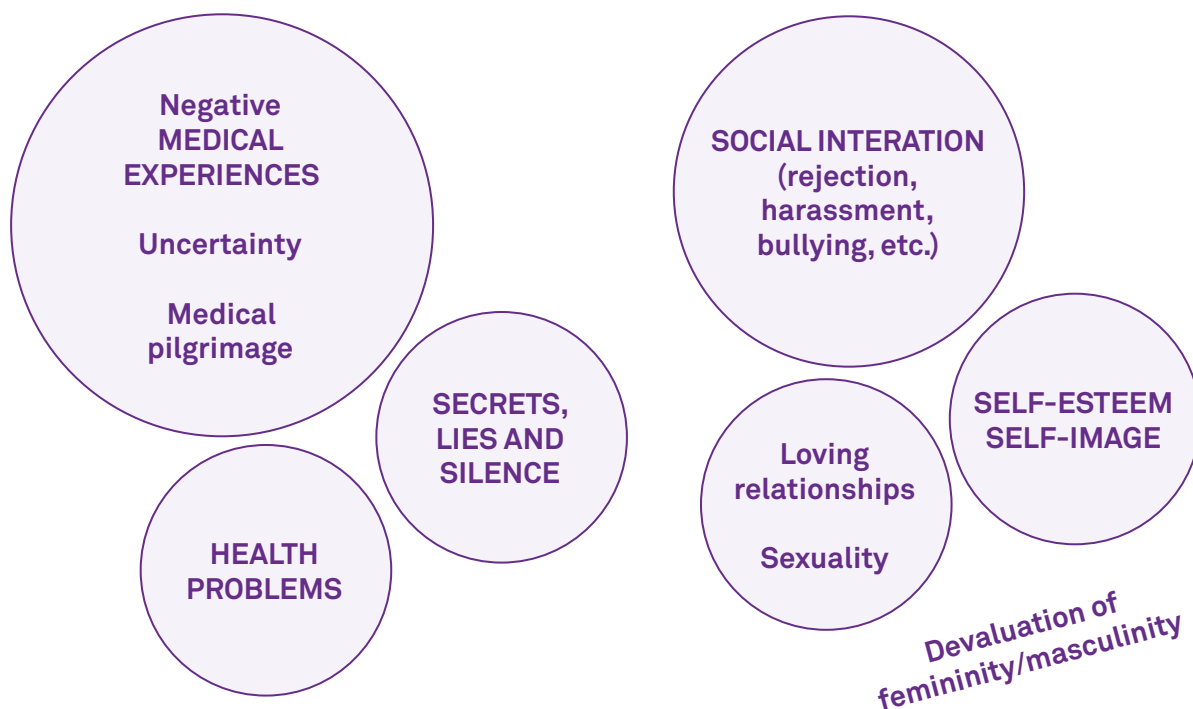 Negative
MEDICAL
EXPERIENCES
Uncertainty
Medical
pilgrimage
SECRETS,
LIES AND
SILENCE
HEALTH
PROBLEMS
SOCIAL INTERATION
(rejection,
harassment,
bullying, etc.)
SELF-ESTEEM
SELF-IMAGE
Loving
relationships
Sexuality
Devaluation of
femininity/masculinity